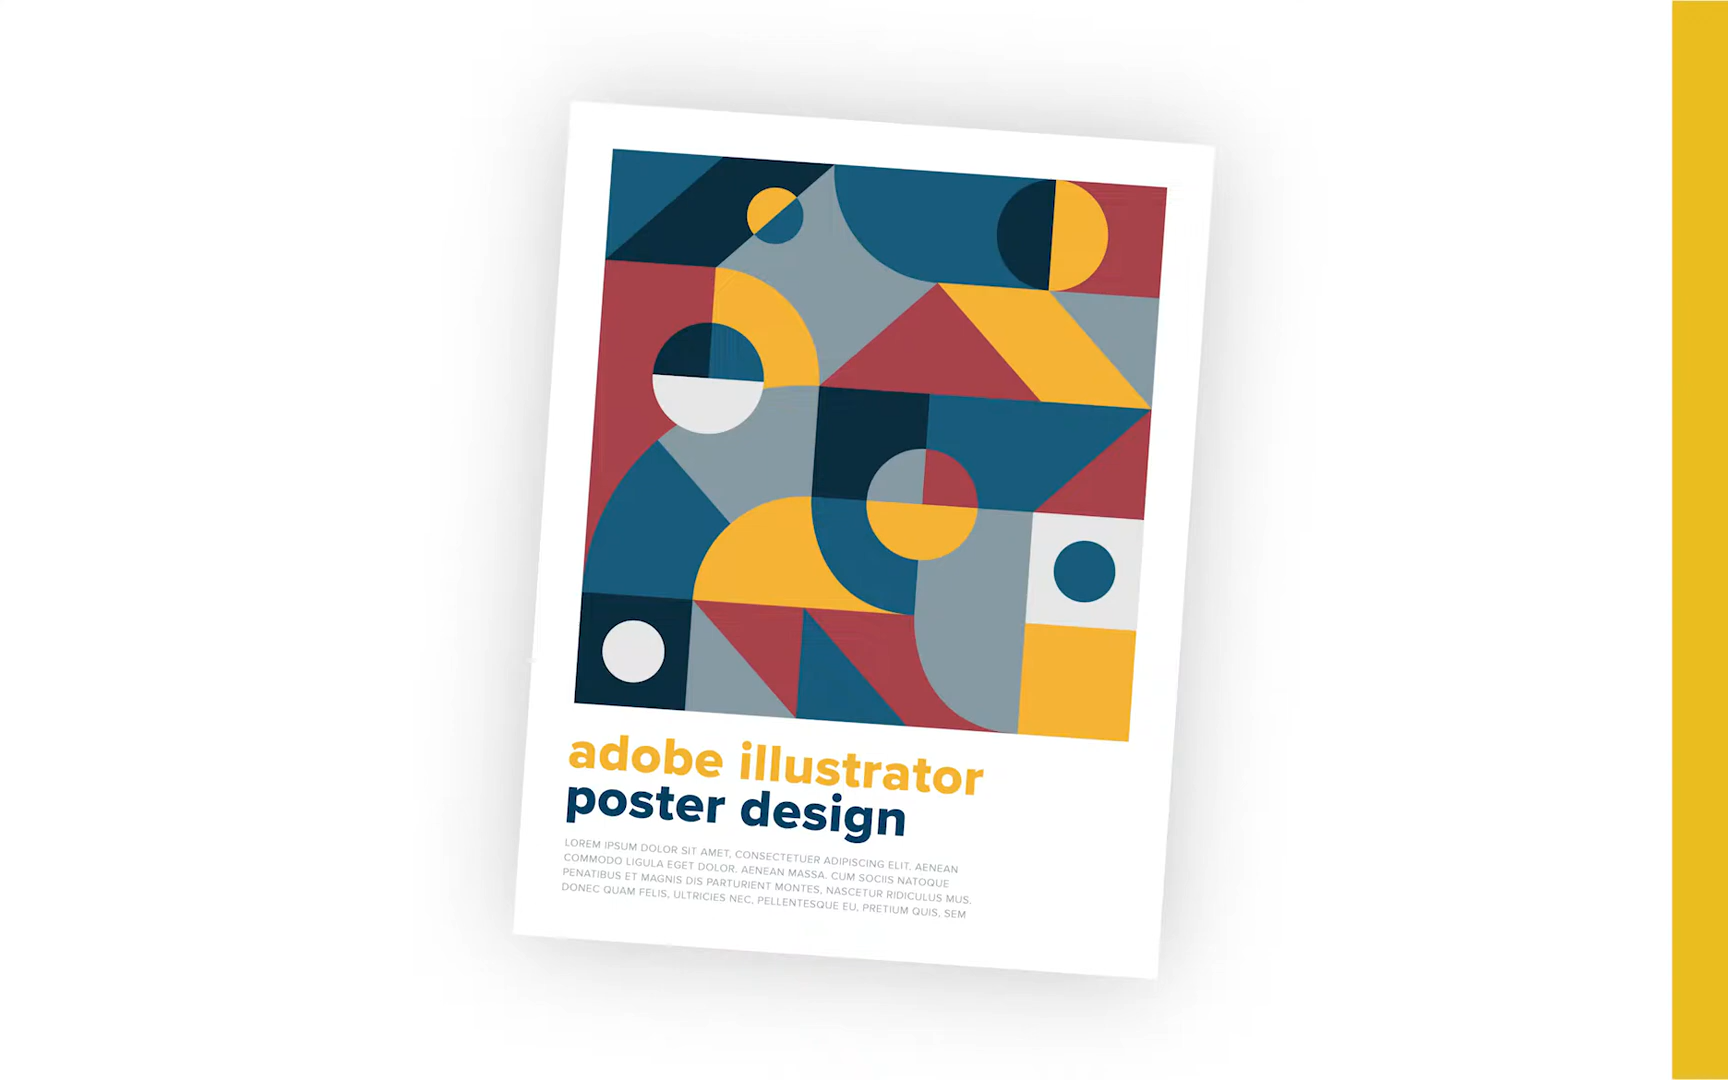 adobe illustrator
poster design
LOREM IPSUM DOLOR SIT AMET, CONSECTETUER ADIPISCING ELIT. AENEAN
COMMODO LIGULA EGET DOLOR. AENEAN MASSA. CUM SOCIIS NATOQUE
PENATIBUS ET MAGNIS DIS PARTURIENT MONTES, NASCETUR RIDICULUS MUS.
DONEC QUAM FELIS, ULTRICIES NEC, PELLENTESQUE EU, PRETIUM QUIS, SEM